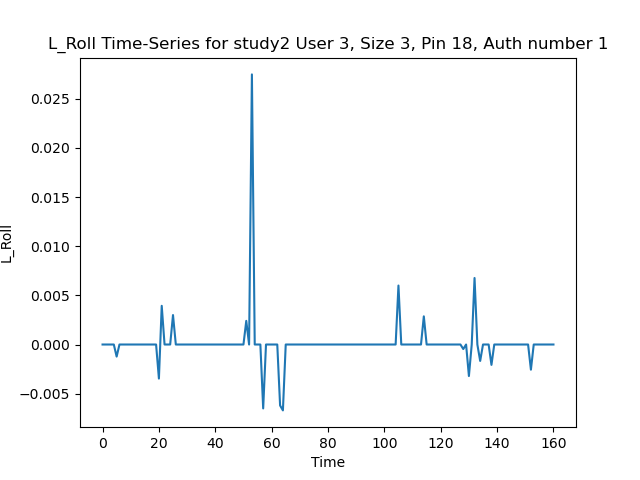 L_Roll Time-Series for study2 User 3, Size 3, Pin 18, Auth number 1
0.025
0.020
0.015
0.010
0.005
0.000
−0.005
L_Roll
0 20 40 60 80 100 120 140 160
Time